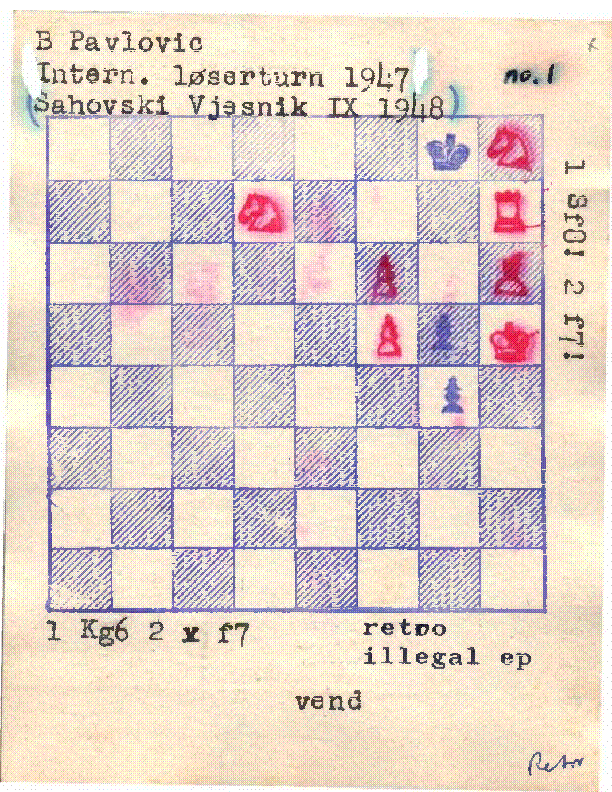 B Pavlovic
Intern. løserturn 1947
no.1
(Sahovski Vjesnik IX 1948)
1 Sf8! 2 f7!
1 Kg6 2 x f7
retro
illegal ep
vend
Retro